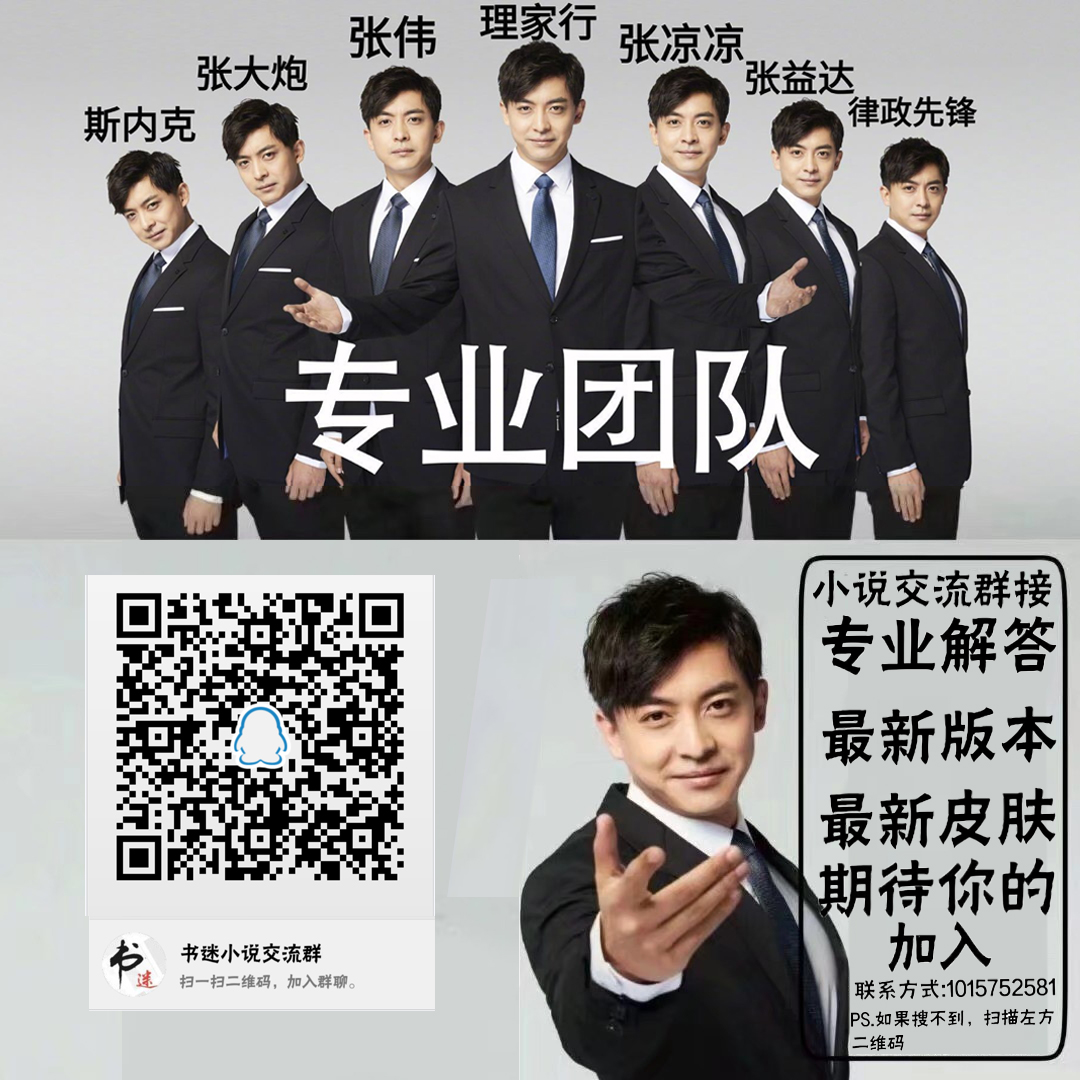 理家行
张伟
张凉凉
张大炮
张益达
斯内克
律政先锋
专业团队
书迷
书迷小说交流群
扫一扫二维码，加入群聊。
小说交流群接
专业解答
最新版本
最新皮肤
期待你的
加入
联系方式:1015752581
PS.如果搜不到，扫描左方
二维码